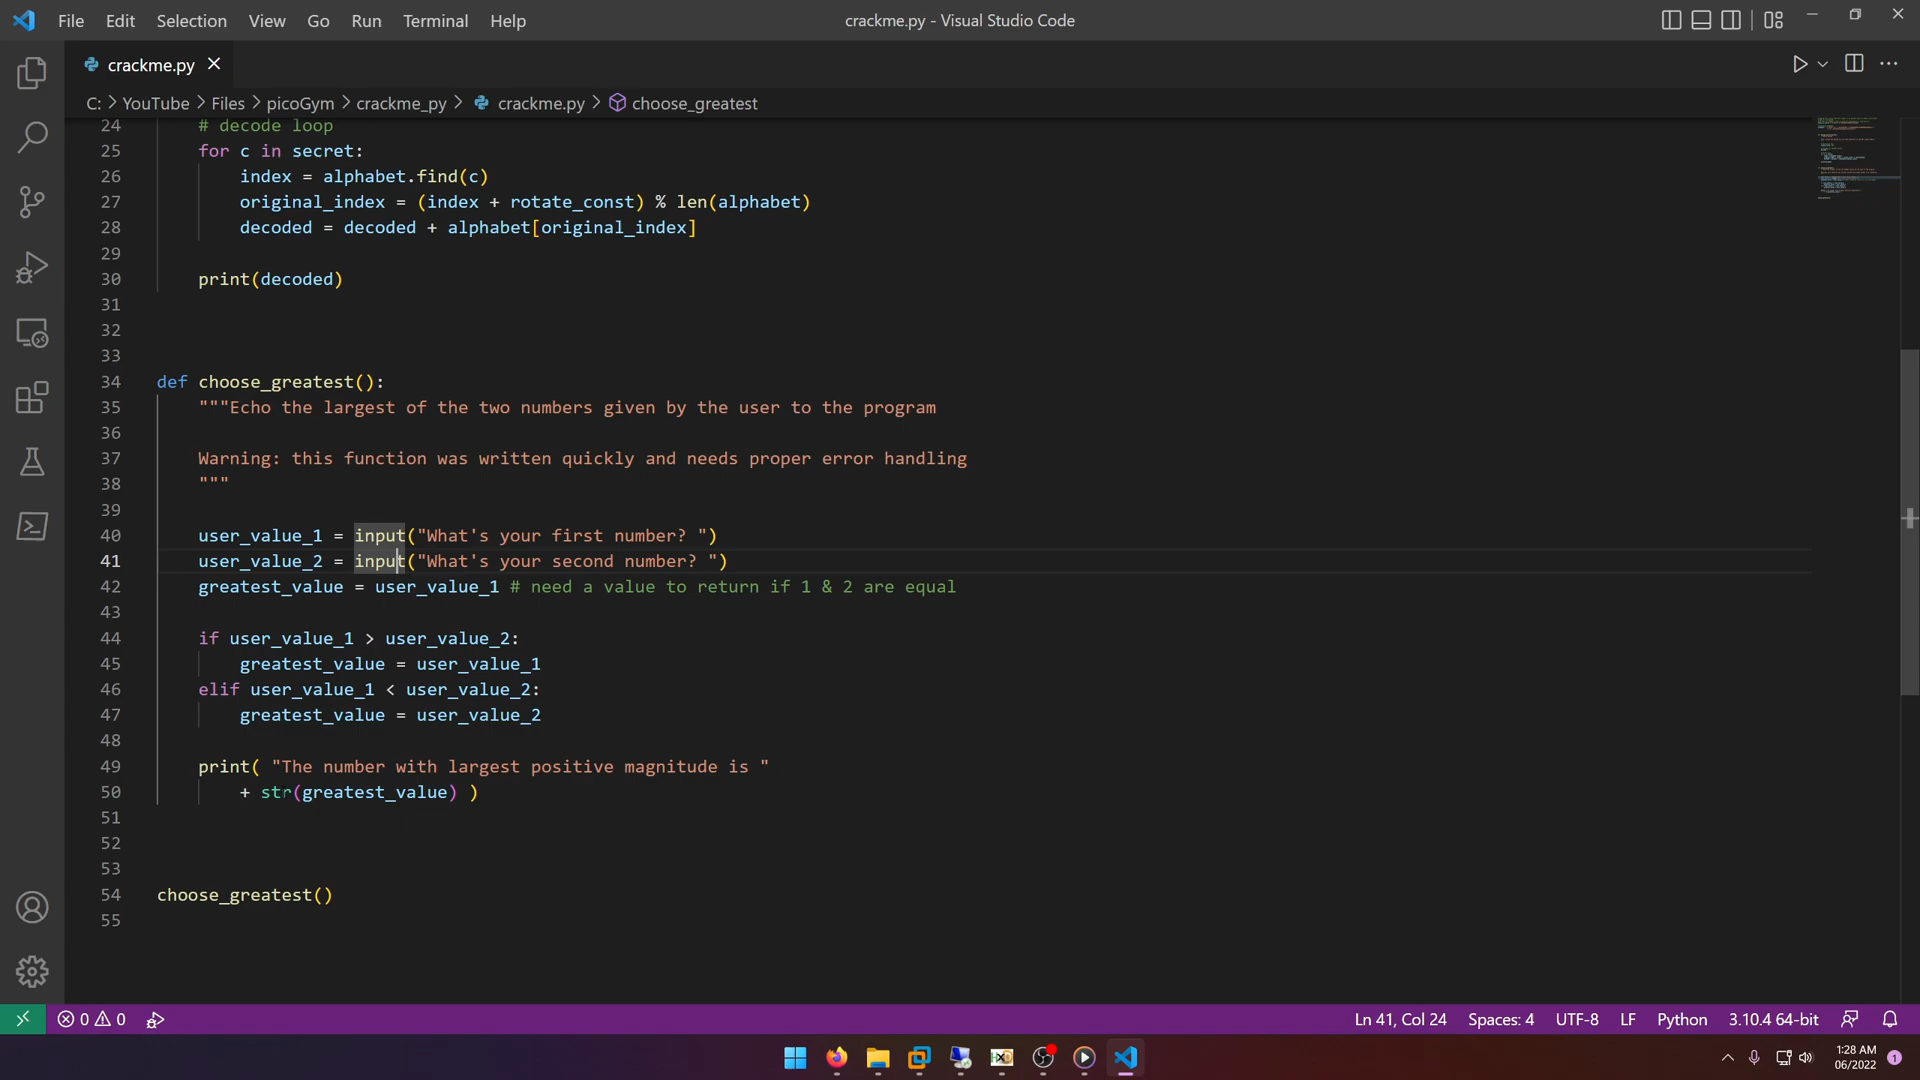 File Edit Selection View Go Run Terminal Help crackme.py - Visual Studio Code
crackme.py
C: > YouTube > Files > picoGym > crackme_py > crackme.py > choose_greatest
24 # decode loop
25 for c in secret:
26 index = alphabet.find(c)
27 original_index = (index + rotate_const) % len(alphabet)
28 decoded = decoded + alphabet[original_index]
29
30 print(decoded)
31
32
33
34 def choose_greatest():
35 """Echo the largest of the two numbers given by the user to the program
36
37 Warning: this function was written quickly and needs proper error handling
38 """
39
40 user_value_1 = input("What's your first number? ")
41 user_value_2 = input("What's your second number? ")
42 greatest_value = user_value_1 # need a value to return if 1 & 2 are equal
43
44 if user_value_1 > user_value_2:
45 greatest_value = user_value_1
46 elif user_value_1 < user_value_2:
47 greatest_value = user_value_2
48
49 print( "The number with largest positive magnitude is "
50 + str(greatest_value) )
51
52
53
54 choose_greatest()
55
0 0 Ln 41, Col 24 Spaces: 4 UTF-8 LF Python 3.10.4 64-bit
1:28 AM
06/2022
1